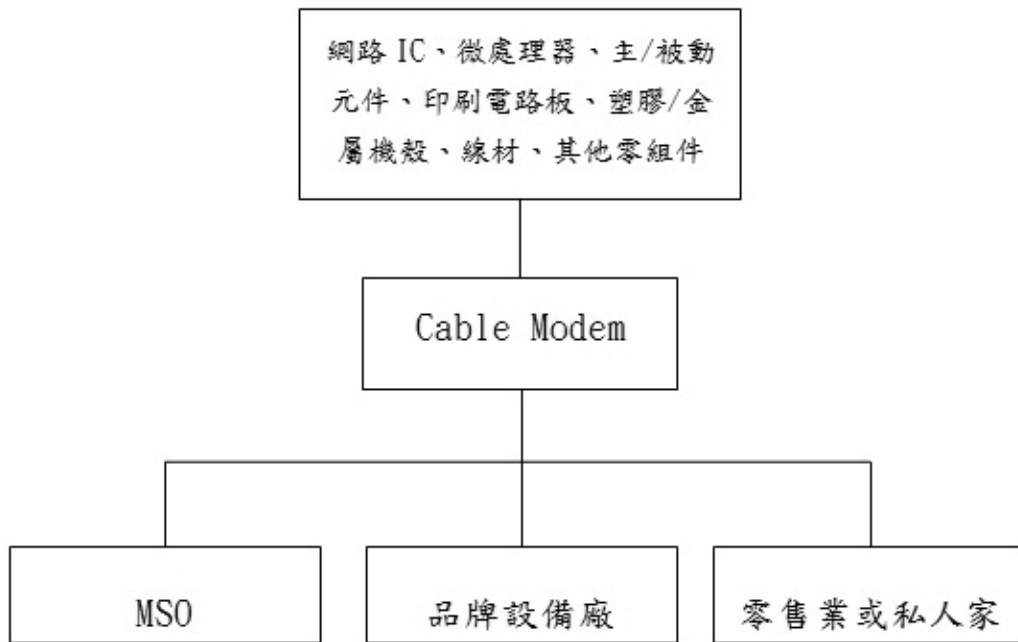 網路 IC、微處理器、主/被動
元件、印刷電路板、塑膠/金
屬機殼、線材、其他零組件
Cable Modem
MSO
品牌設備廠
零售業或私人家